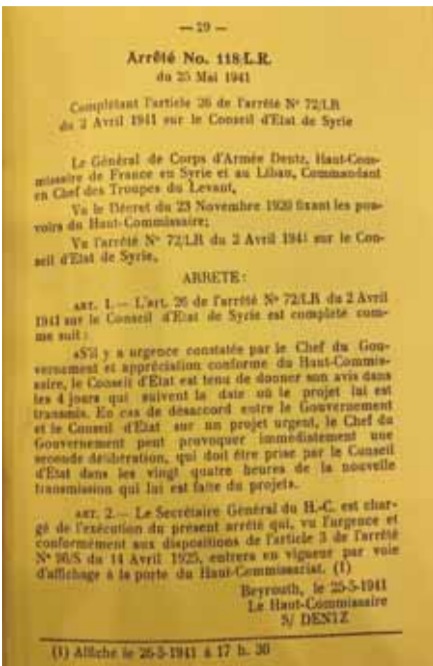 — 29 —
Arrêté No. 118/L.R.
du 25 Mai 1941
Complétant l'article 26 de l'arrêté Nº 72/LR
du 2 Avril 1941 sur le Conseil d'Etat de Syrie
Le Général de Corps d'Armée Dentz, Haut-Com-
missaire de France en Syrie et au Liban, Commandant
en Chef des Troupes du Levant,
Vu le Décret du 23 Novembre 1920 fixant les pou-
voirs du Haut-Commissaire;
Vu l'arrêté Nº 72/LR du 2 Avril 1941 sur le Con-
seil d'Etat de Syrie,
ARRETE :
ART. 1. — L'art. 26 de l'arrêté Nº 72/LR du 2 Avril
1941 sur le Conseil d'Etat de Syrie est complété com-
me suit :
«S'il y a urgence constatée par le Chef du Gou-
vernement et appréciation conforme du Haut-Commis-
saire, le Conseil d'Etat est tenu de donner son avis dans
les 4 jours qui suivent la date où le projet lui est
transmis. En cas de désaccord entre le Gouvernement
et le Conseil d'Etat sur un projet urgent, le Chef du
Gouvernement peut provoquer immédiatement une
seconde délibération, qui doit être prise par le Conseil
d'Etat dans les vingt quatre heures de la nouvelle
transmission qui lui est faite du projet».
ART. 2. — Le Secrétaire Général du H.-C. est char-
gé de l'exécution du présent arrêté qui, vu l'urgence et
conformément aux dispositions de l'article 3 de l'arrêté
Nº 96/S du 14 Avril 1925, entrera en vigueur par voie
d'affichage à la porte du Haut-Commissariat. (1)
Beyrouth, le 25-5-1941
Le Haut-Commissaire
S/ DENTZ
(1) Affiché le 26-5-1941 à 17 h. 30